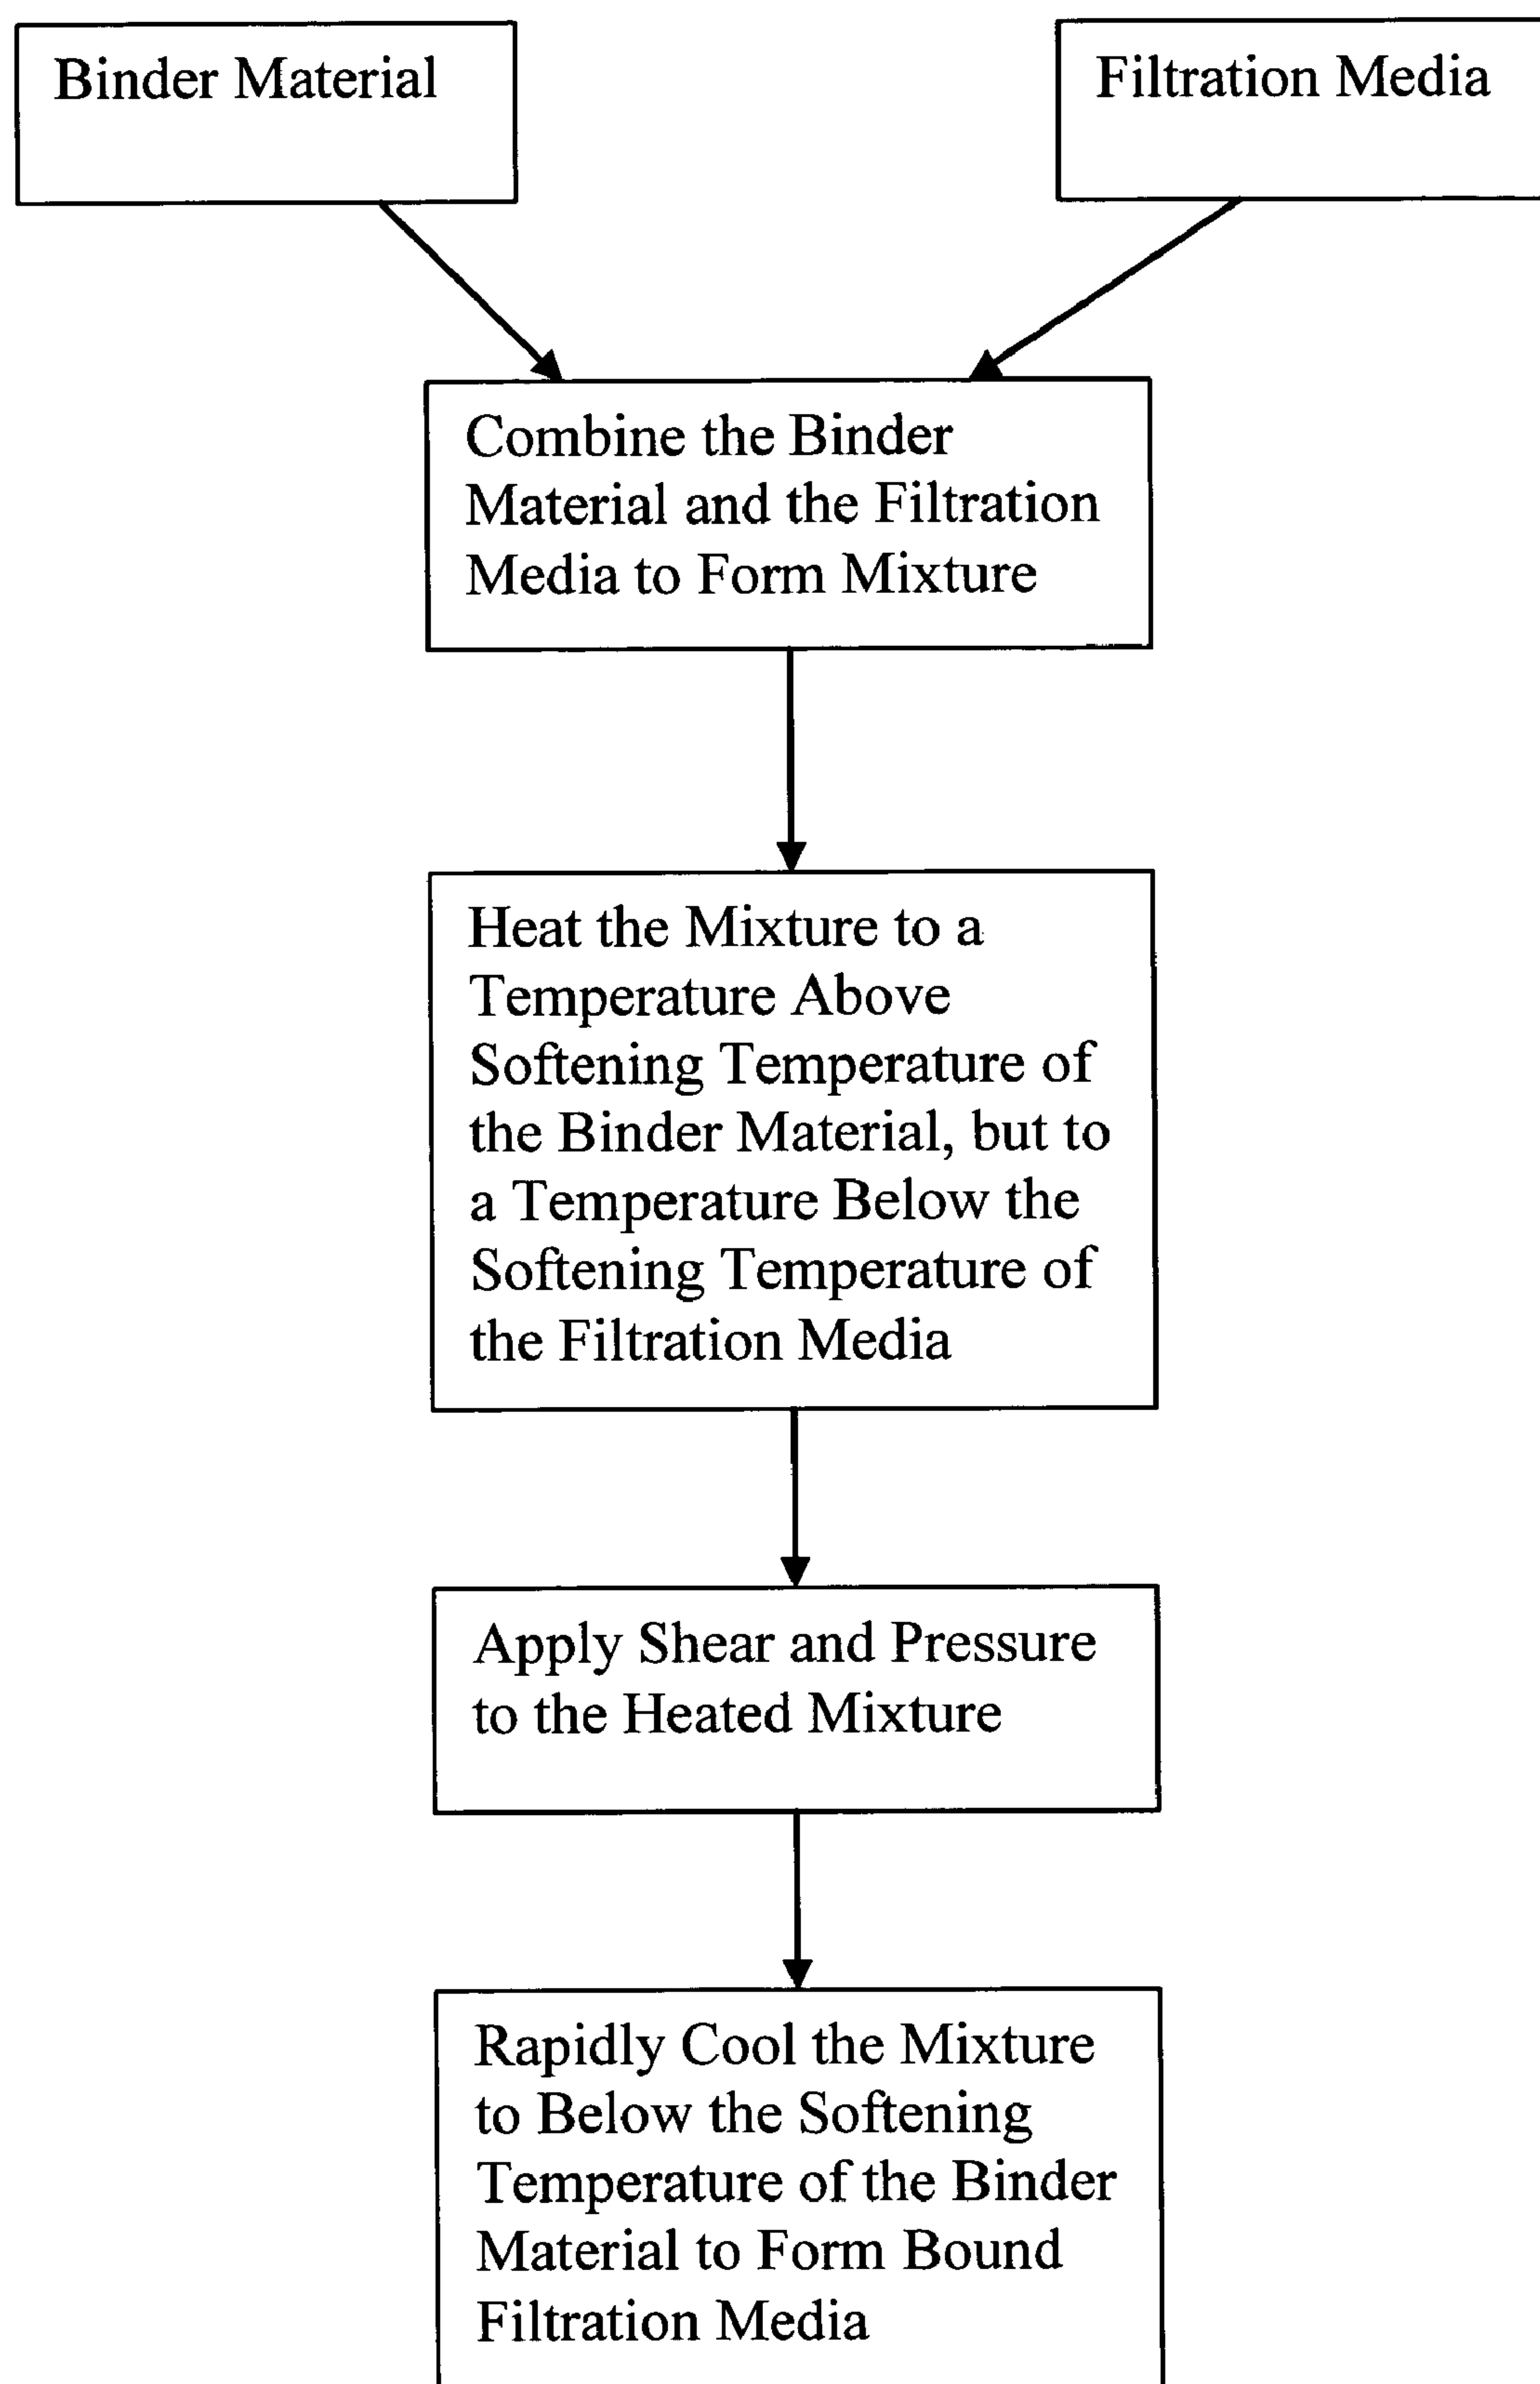 Binder Material
Filtration Media
Combine the Binder
Material and the Filtration
Media to Form Mixture
Heat the Mixture to a
Temperature Above
Softening Temperature of
the Binder Material, but to
a Temperature Below the
Softening Temperature of
the Filtration Media
Apply Shear and Pressure
to the Heated Mixture
Rapidly Cool the Mixture
to Below the Softening
Temperature of the Binder
Material to Form Bound
Filtration Media